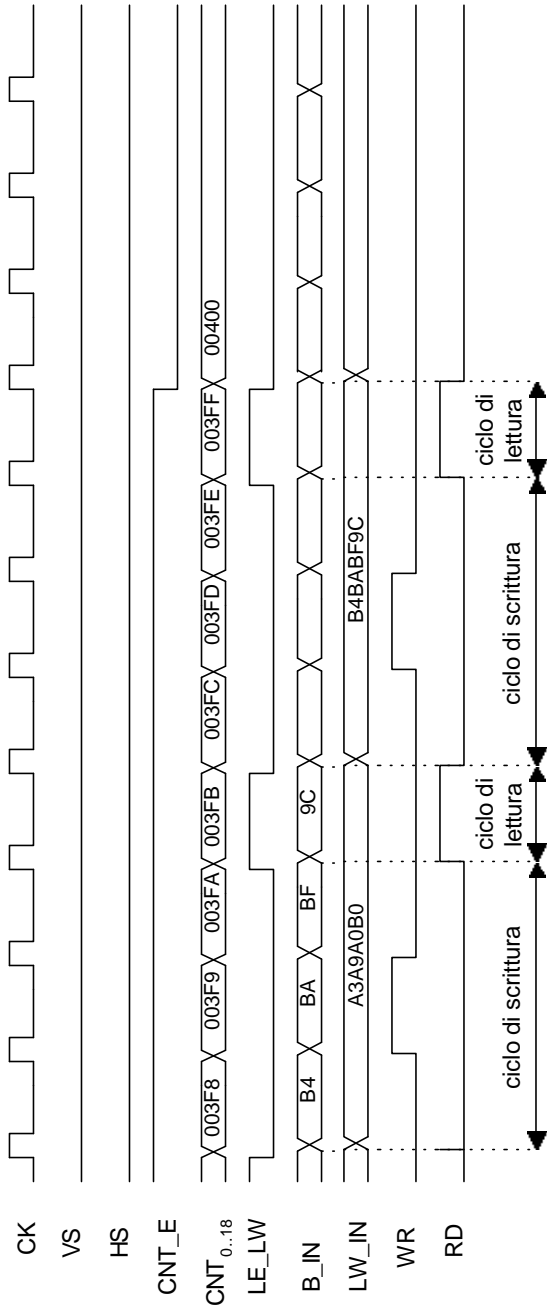 CK
VS
HS
CNT_E
CNT0..18
003F8 003F9 003FA 003FB 003FC 003FD 003FE 003FF 00400
LE_LW
B_IN
B4 BA BF 9C
LW_IN
A3A9A0B0 B4BABF9C
WR
RD
ciclo di scrittura
ciclo di
lettura
ciclo di scrittura
ciclo di
lettura